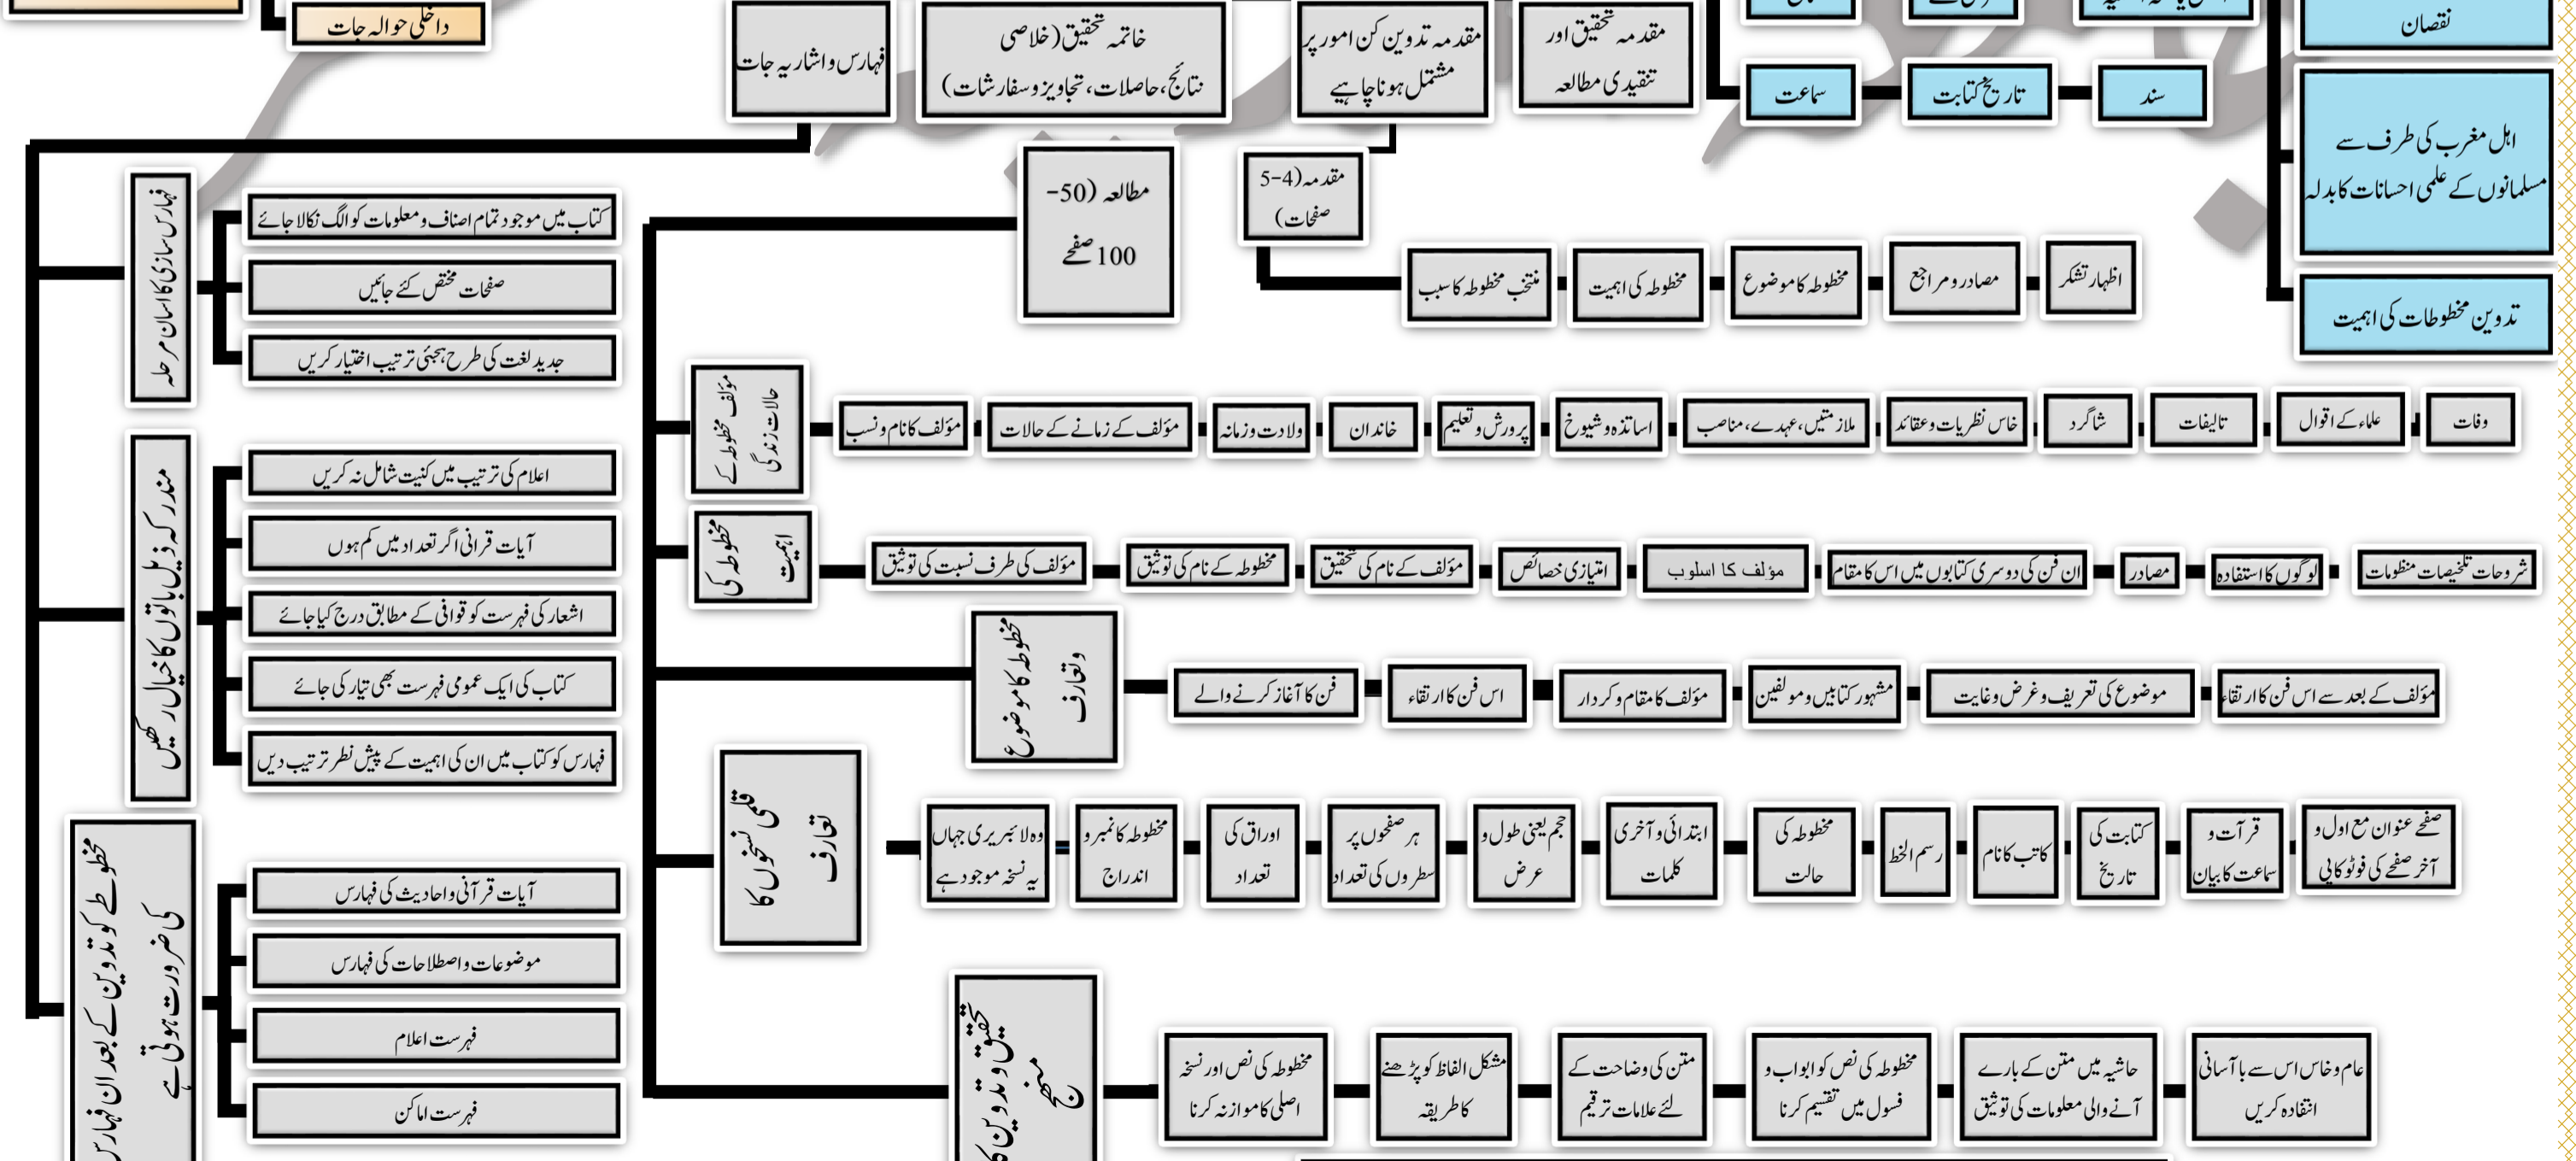 داخلی حوالہ جات
نقصان
فہارس و اشاریہ جات
خاتمہ تحقیق (خلاصی
نتائج، حاصلات، تجاویز و سفارشات)
مقدمہ تدوین کن امور پر
مشتمل ہونا چاہیے
مقدمہ تحقیق اور
تنقیدی مطالعہ
سماعت
تاریخ کتابت
سند
اہل مغرب کی طرف سے
مسلمانوں کے علمی احسانات کا بدلہ
تدوین مخطوطات کی اہمیت
مقدمہ (4-5
صفحات)
منتخب مخطوطہ کا سبب
مخطوطہ کی اہمیت
مخطوطہ کا موضوع
مصادر و مراجع
اظہار تشکر
مطالعہ (50-
100 صفحے
مؤلف مخطوطہ کے
حالات زندگی
مؤلف کا نام و نسب
مؤلف کے زمانے کے حالات
ولادت و زمانہ
خاندان
پرورش و تعلیم
اساتذہ و شیوخ
ملازمتیں، عہدے، مناصب
خاس نظریات و عقائد
شاگرد
تالیفات
علماء کے اقوال
وفات
مخطوطہ کی
اہمیت
مؤلف کی طرف نسبت کی توثیق
مخطوطہ کے نام کی توثیق
مؤلف کے نام کی تحقیق
امتیازی خصائص
مؤلف کا اسلوب
ان فن کی دوسری کتابوں میں اس کا مقام
مصادر
لوگوں کا استفادہ
شروحات تلخیصات منظومات
مخطوطہ کا موضوع
و تعارف
فن کا آغاز کرنے والے
اس فن کا ارتقاء
مؤلف کا مقام و کردار
مشہور کتابیں و مولفین
موضوع کی تعریف و غرض و غایت
مؤلف کے بعد سے اس فن کا ارتقاء
قلمی نسخوں کا
تعارف
وہ لائبریری جہاں
یہ نسخہ موجود ہے
مخطوطہ کا نمبر و
اندراج
اوراق کی
تعداد
ہر صفحوں پر
سطروں کی تعداد
حجم یعنی طول و
عرض
ابتدائی و آخری
کلمات
مخطوطہ کی
حالت
رسم الخط
کاتب کا نام
کتابت کی
تاریخ
قرآت و
سماعت کا بیان
صفحے عنوان مع اول و
آخر صفحے کی فوٹو کاپی
تحقیق و تدوین کا
منہج
مخطوطہ کی نص اور نسخہ
اصلی کا موازنہ کرنا
مشکل الفاظ کو پڑھنے
کا طریقہ
متن کی وضاحت کے
لئے علامات ترقیم
مخطوطہ کی نص کو ابواب و
فسول میں تقسیم کرنا
حاشیہ میں متن کے بارے
آنے والی معلومات کی توثیق
عام و خاس اس سے با آسانی
انقادہ کریں
فہارس سازی کا اسان مرحلہ
کتاب میں موجود تمام اصناف و معلومات کو الگ نکالا جائے
صفحات مختص کئے جائیں
جدید لغت کی طرح ہجئی ترتیب اختیار کریں
مندرکہ ذیل باتوں کا خیال رکھیں
اعلام کی ترتیب میں کنیت شامل نہ کریں
آیات قرانی اگر تعداد میں کم ہوں
اشعار کی فہرست کو قوافی کے مطابق درج کیا جائے
کتاب کی ایک عمومی فہرست بھی تیار کی جائے
فہارس کو کتاب میں ان کی اہمیت کے پیش نطر ترتیب دیں
مخطوطے کو تدوین کے بعد ان فہارس
کی ضرورت ہوتی ہے
آیات قرآنی و احادیث کی فہارس
موضوعات و اصطلاحات کی فہارس
فہرست اعلام
فہرست اماکن